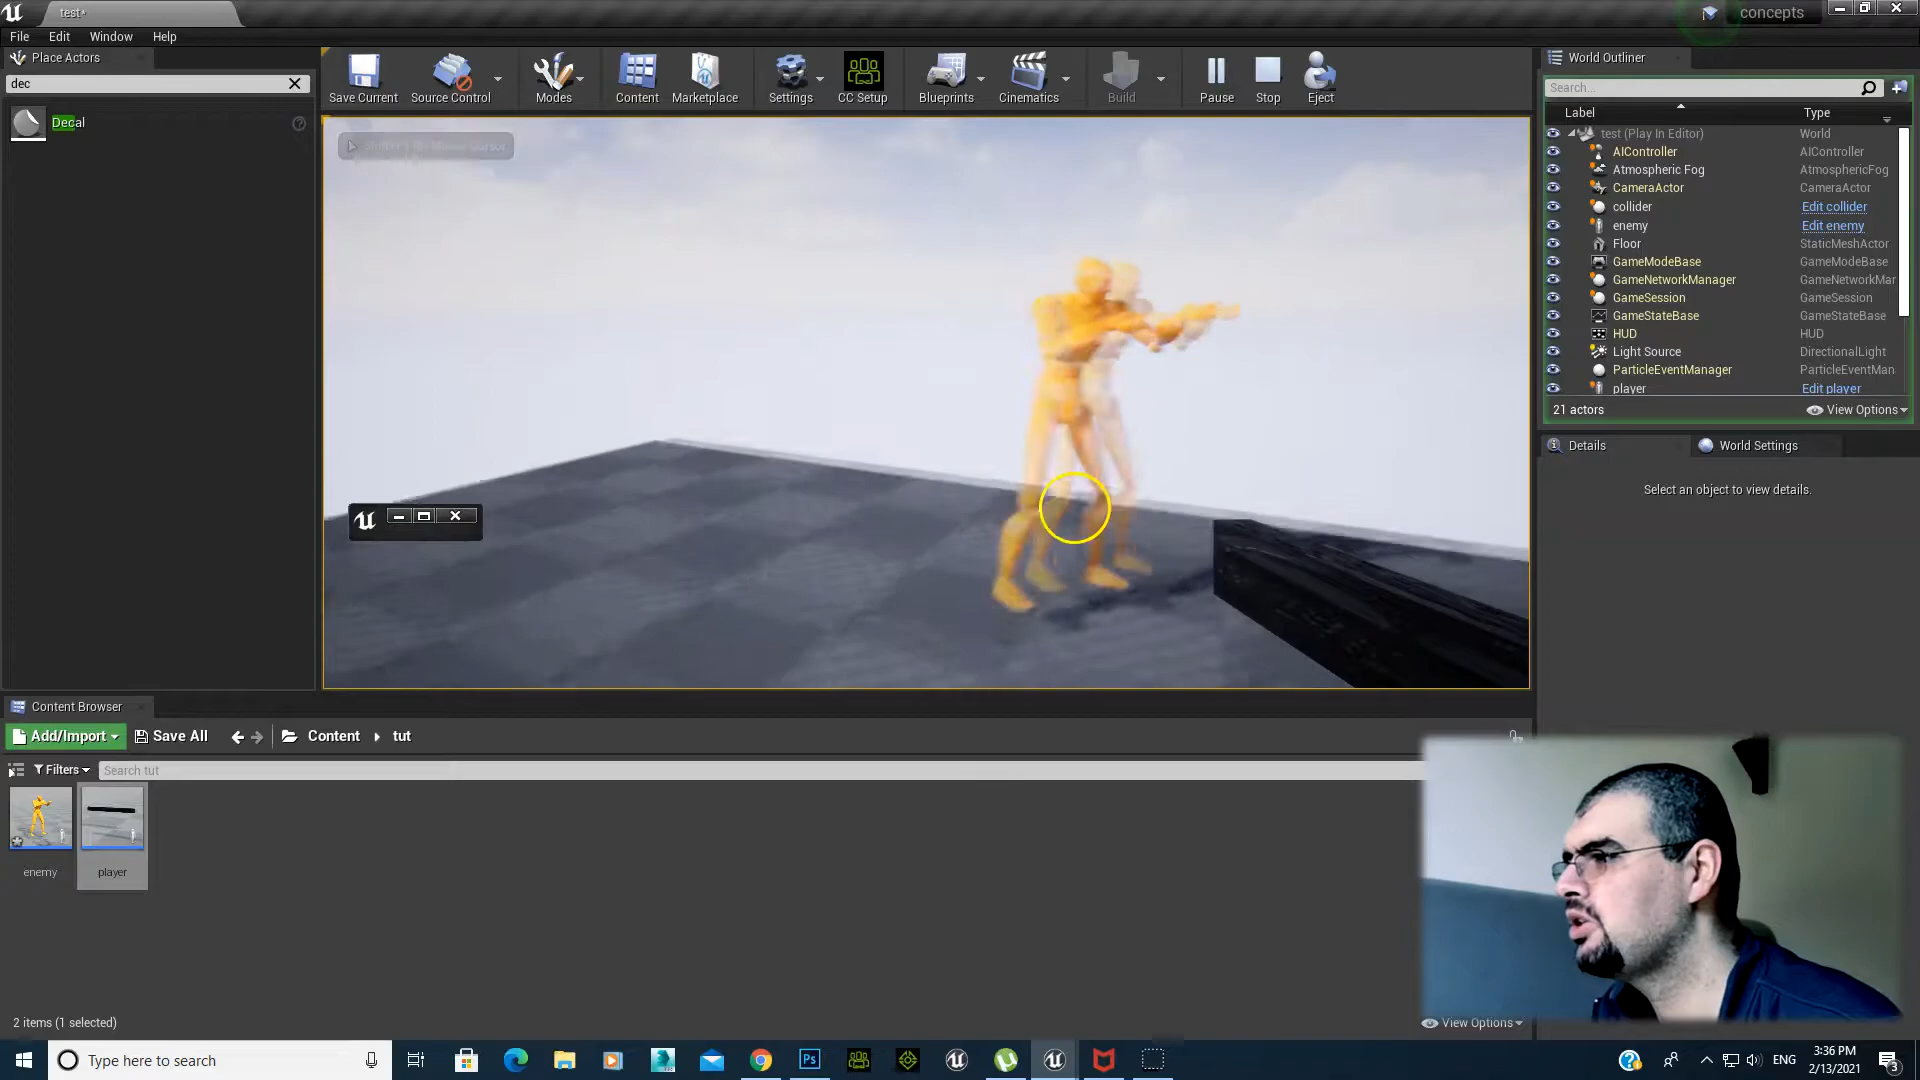 test*
concepts
File Edit Window Help
Place Actors
dec
Decal
Save Current
Source Control
Modes
Content
Marketplace
Settings
CC Setup
Blueprints
Cinematics
Build
Pause
Stop
Eject
World Outliner
Search...
Label Type
test (Play In Editor) World
AIController AIController
Atmospheric Fog AtmosphericFog
CameraActor CameraActor
collider Edit collider
enemy Edit enemy
Floor StaticMeshActor
GameModeBase GameModeBase
GameNetworkManager GameNetworkMar
GameSession GameSession
GameStateBase GameStateBase
HUD HUD
Light Source DirectionalLight
ParticleEventManager ParticleEventMan
player Edit player
21 actors View Options
Details World Settings
Select an object to view details.
Content Browser
Add/Import Save All Content tut
Filters Search tut
enemy player
2 items (1 selected) View Options
Type here to search
Ps
ENG
3:36 PM
2/13/2021
3